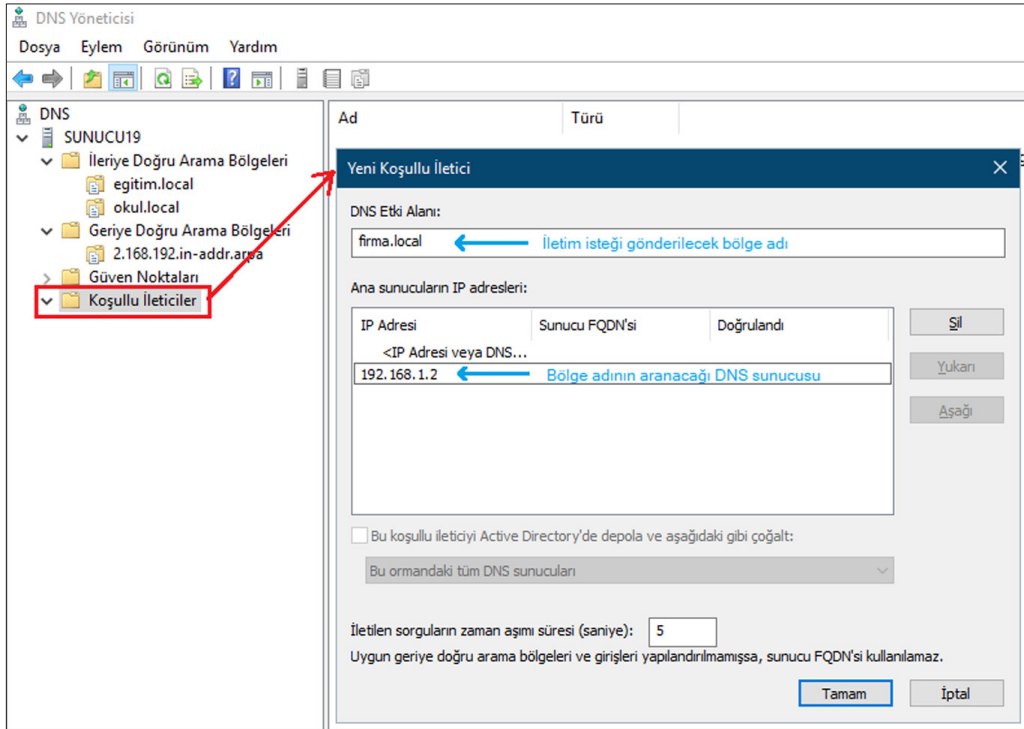 DNS Yöneticisi
Dosya Eylem Görünüm Yardım
DNS
SUNUCU19
İleriye Doğru Arama Bölgeleri
egitim.local
okul.local
Geriye Doğru Arama Bölgeleri
2.168.192.in-addr.arpa
Güven Noktaları
Koşullu İleticiler
Ad Türü
Yeni Koşullu İletici
DNS Etki Alanı:
firma.local İletim isteği gönderilecek bölge adı
Ana sunucuların IP adresleri:
IP Adresi Sunucu FQDN'si Doğrulandı
<IP Adresi veya DNS...
192.168.1.2 Bölge adının aranacağı DNS sunucusu
Sil
Yukarı
Aşağı
Bu koşullu ileticiyi Active Directory'de depola ve aşağıdaki gibi çoğalt:
Bu ormandaki tüm DNS sunucuları
İletilen sorguların zaman aşımı süresi (saniye): 5
Uygun geriye doğru arama bölgeleri ve girişleri yapılandırılmamışsa, sunucu FQDN'si kullanılamaz.
Tamam İptal